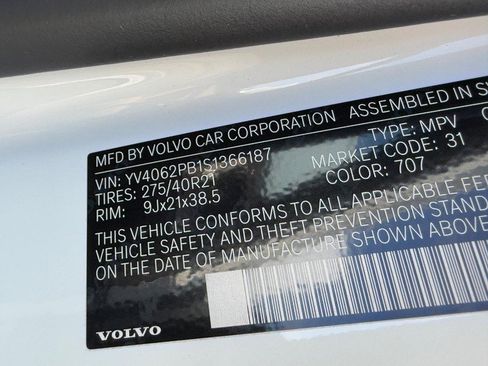 MFD BY VOLVO CAR CORPORATION ASSEMBLED IN
VIN: YV4062PB1S1366187 TYPE: MPV
TIRES: 275/40R21 MARKET CODE: 31
RIM: 9Jx21x38.5 COLOR: 707
THIS VEHICLE CONFORMS TO ALL APPLICABLE
VEHICLE SAFETY AND THEFT PREVENTION
ON THE DATE OF MANUFACTURE SHOWN ABOVE
VOLVO